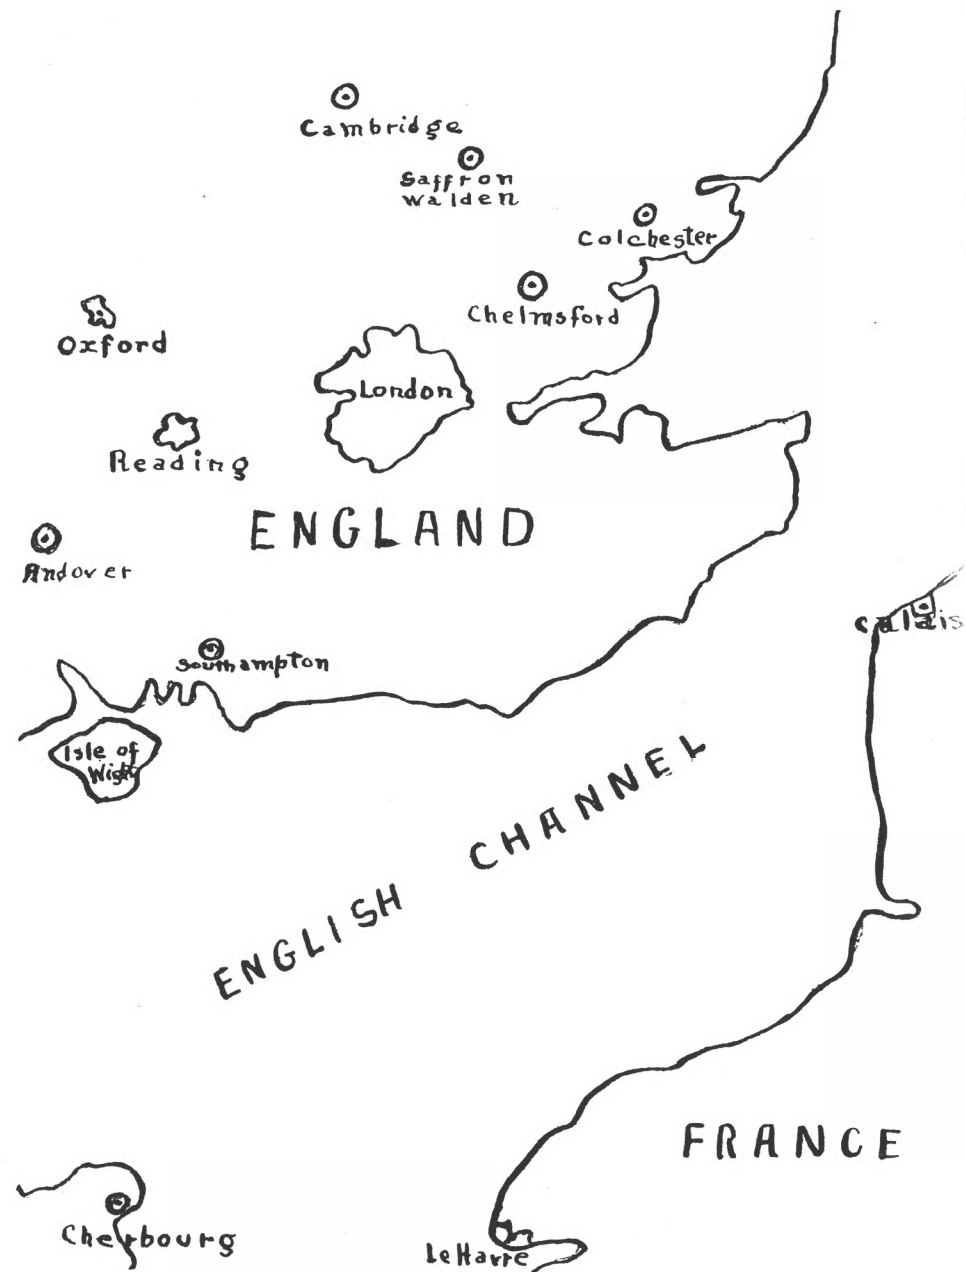 Cambridge
Saffron
Walden
Colchester
Chelmsford
Oxford
London
Reading
ENGLAND
Andover
Calais
Southampton
Isle of
Wight
ENGLISH CHANNEL
FRANCE
Cherbourg
Le Havre